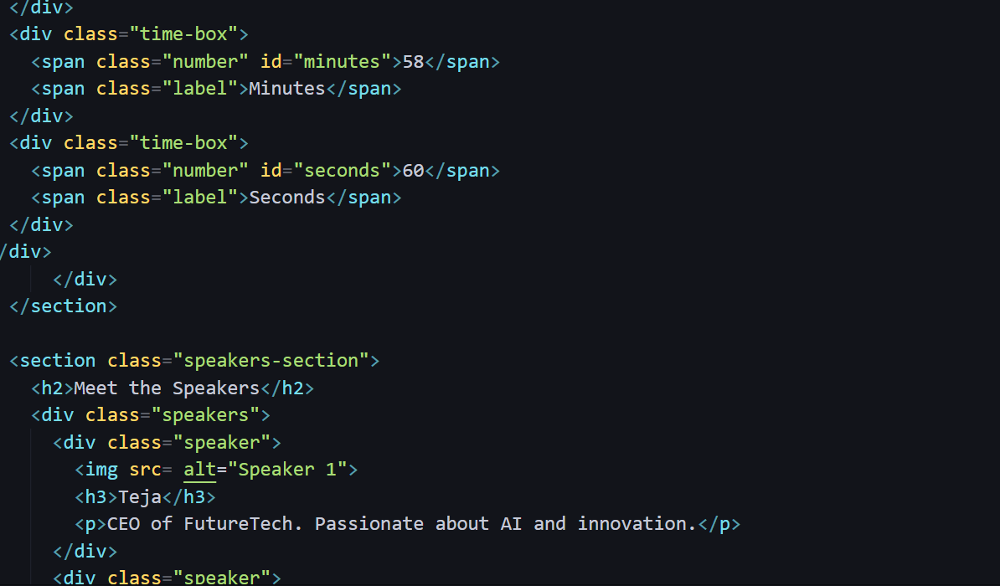 </div>
<div class="time-box">
<span class="number" id="minutes">58</span>
<span class="label">Minutes</span>
</div>
<div class="time-box">
<span class="number" id="seconds">60</span>
<span class="label">Seconds</span>
</div>
/div>
</div>
</section>
<section class="speakers-section">
<h2>Meet the Speakers</h2>
<div class="speakers">
<div class="speaker">
<img src= alt="Speaker 1">
<h3>Teja</h3>
<p>CEO of FutureTech. Passionate about AI and innovation.</p>
</div>
<div class="speaker">